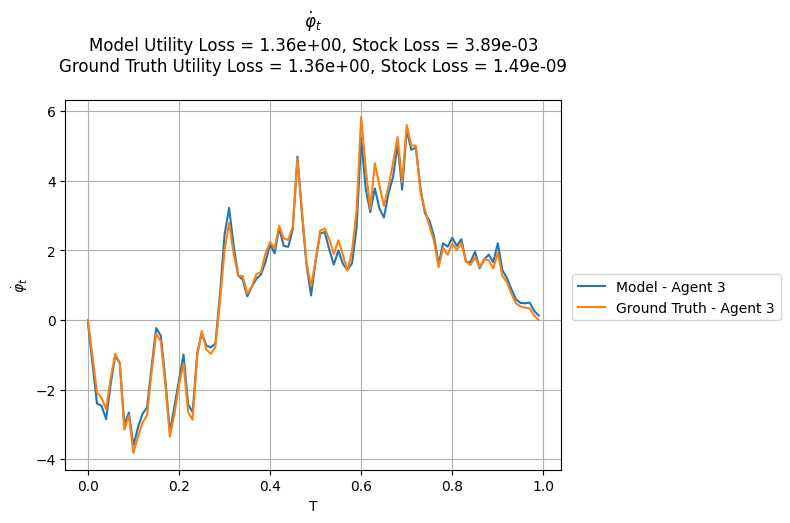 φ̇ₜ
Model Utility Loss = 1.36e+00, Stock Loss = 3.89e-03
Ground Truth Utility Loss = 1.36e+00, Stock Loss = 1.49e-09
6
4
2
0
−2
−4
φ̇ₜ
0.0 0.2 0.4 0.6 0.8 1.0
T
Model - Agent 3
Ground Truth - Agent 3